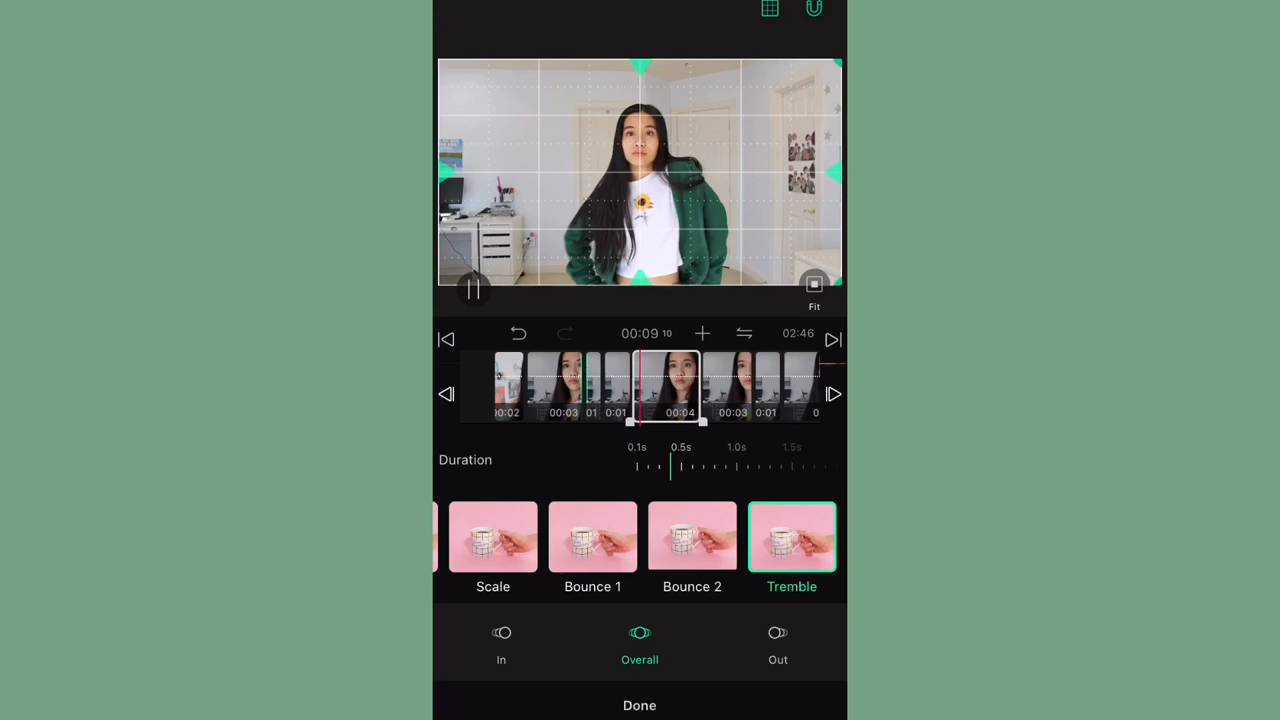 Fit
00:09 10
02:46
00:02 00:03 01 0:01 00:04 00:03 0:01 0
0.1s 0.5s 1.0s 1.5s
Duration
Scale Bounce 1 Bounce 2 Tremble
In Overall Out
Done